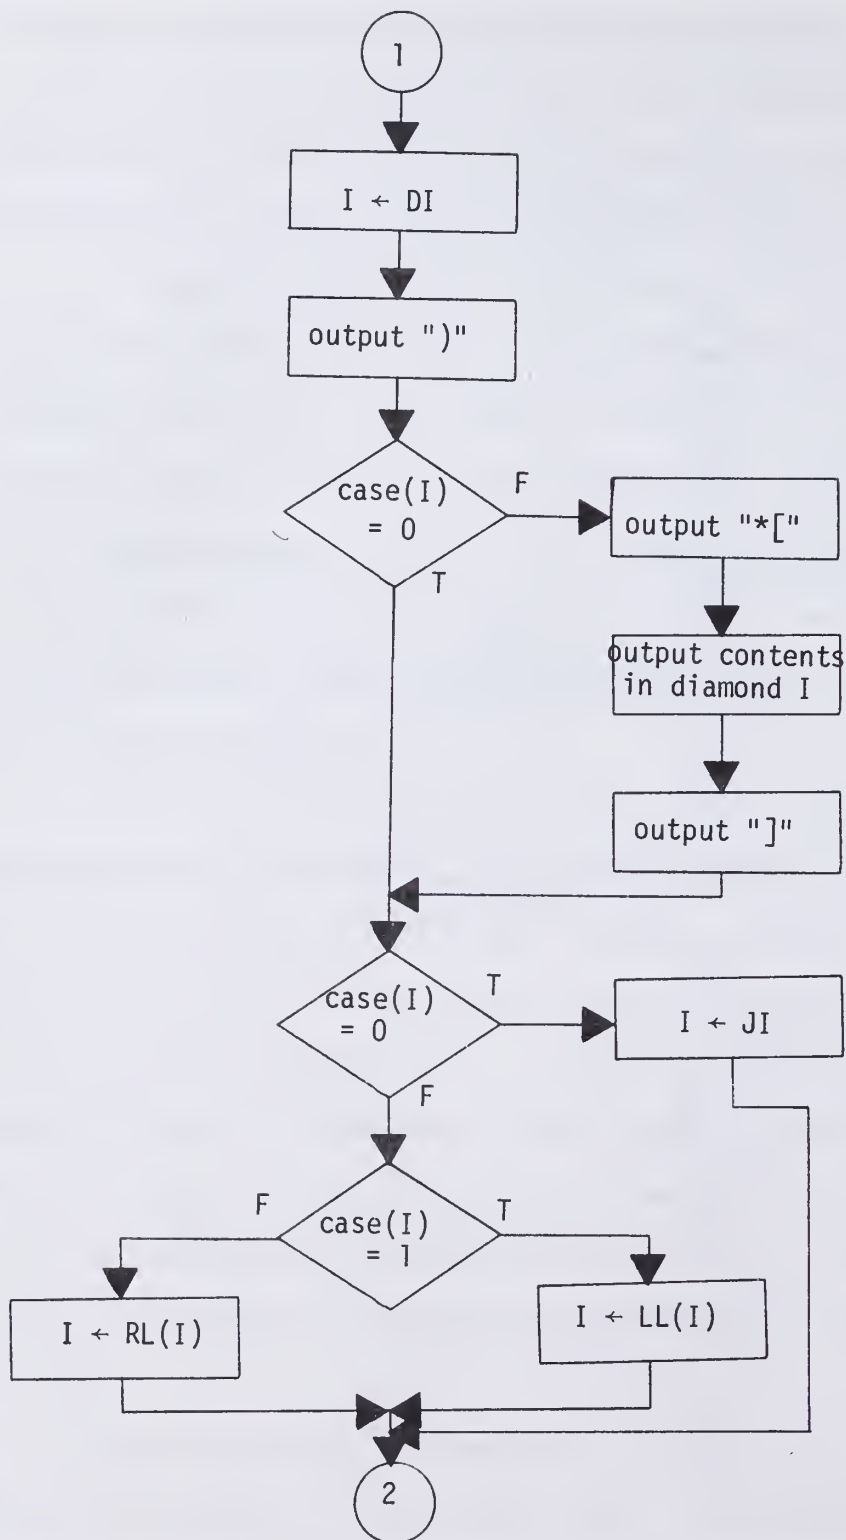 1
I ← DI
output ")"
case(I)
= 0
F
T
output "*["
output contents
in diamond I
output "]"
case(I)
= 0
T
F
I ← JI
case(I)
= 1
F
T
I ← RL(I)
I ← LL(I)
2